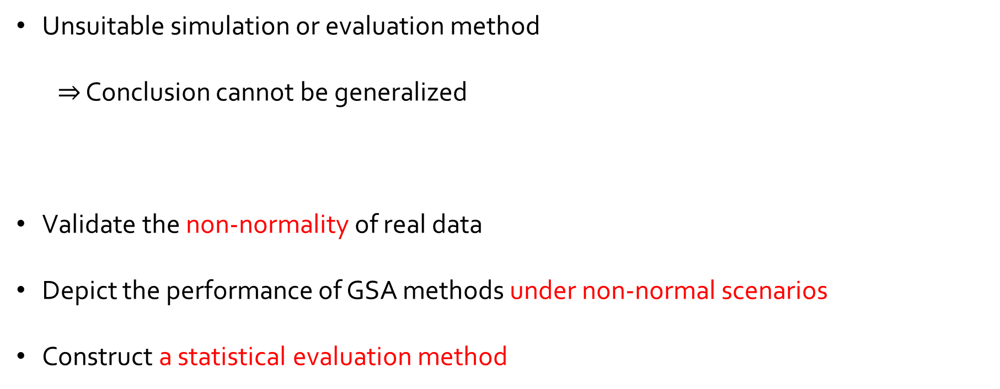 • Unsuitable simulation or evaluation method
⇒ Conclusion cannot be generalized
• Validate the non-normality of real data
• Depict the performance of GSA methods under non-normal scenarios
• Construct a statistical evaluation method